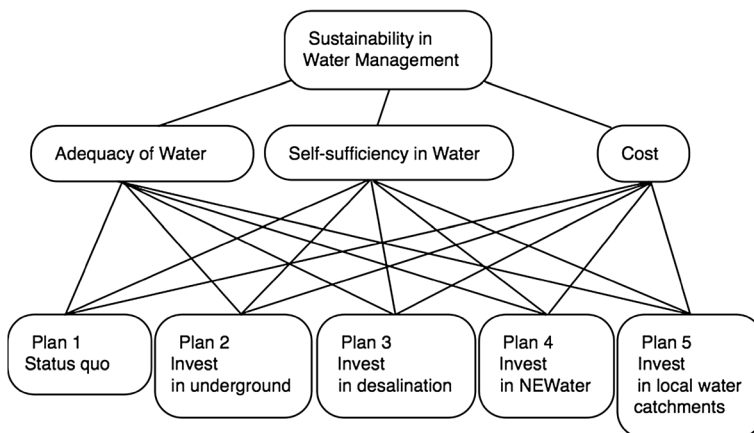 Sustainability in
Water Management
Adequacy of Water
Self-sufficiency in Water
Cost
Plan 1
Status quo
Plan 2
Invest
in underground
Plan 3
Invest
in desalination
Plan 4
Invest
in NEWater
Plan 5
Invest
in local water
catchments